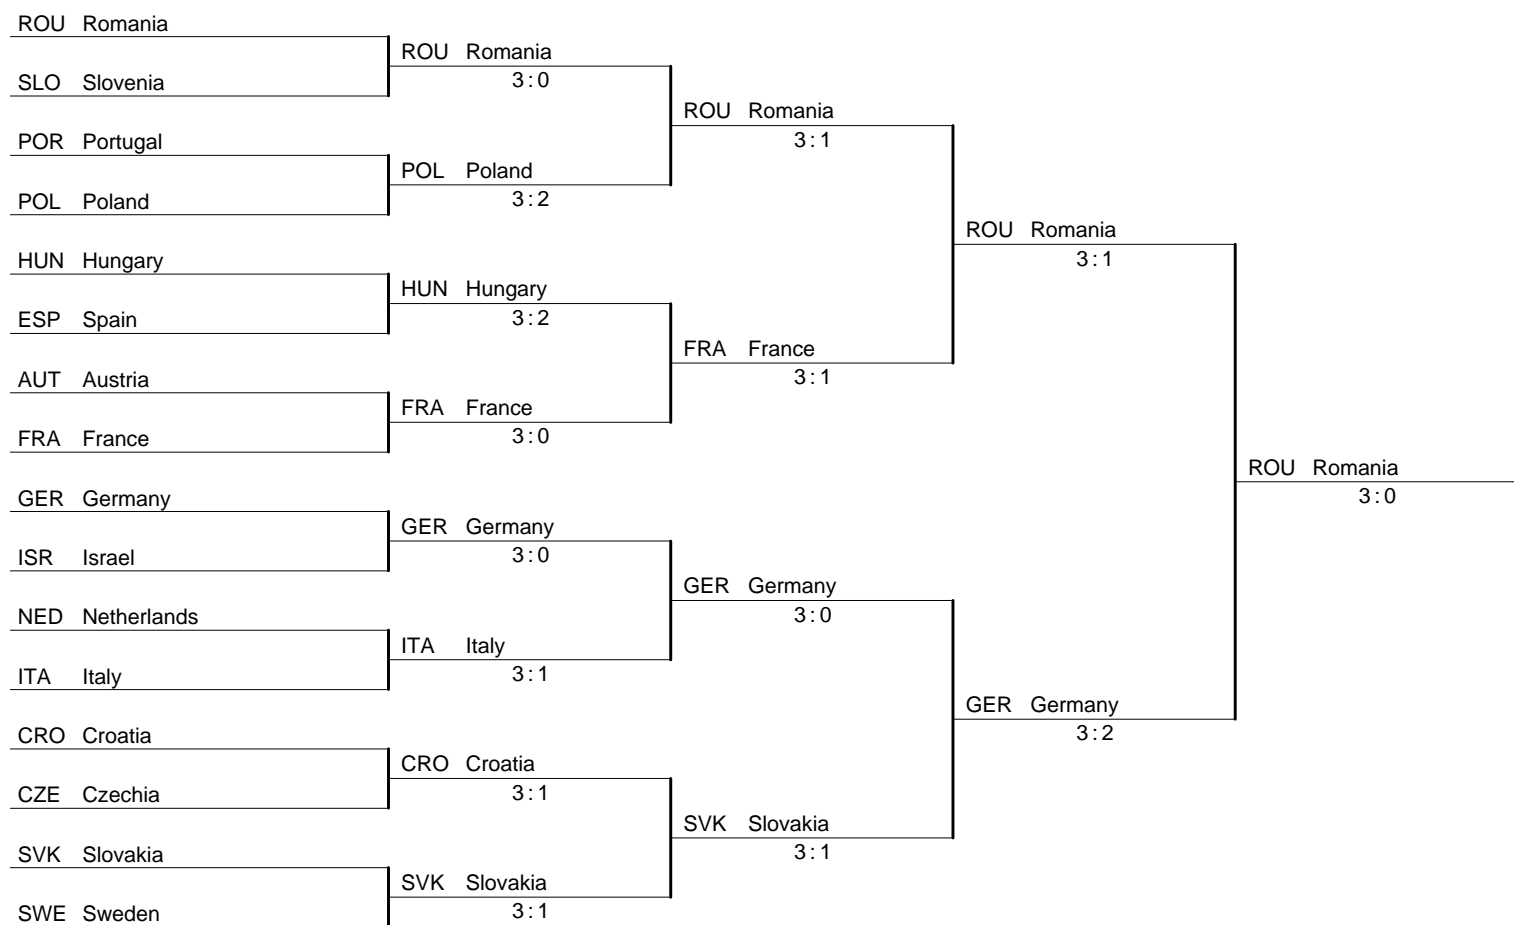 ROU Romania
SLO Slovenia
POR Portugal
POL Poland
HUN Hungary
ESP Spain
AUT Austria
FRA France
GER Germany
ISR Israel
NED Netherlands
ITA Italy
CRO Croatia
CZE Czechia
SVK Slovakia
SWE Sweden
ROU Romania
3:0
POL Poland
3:2
HUN Hungary
3:2
FRA France
3:0
GER Germany
3:0
ITA Italy
3:1
CRO Croatia
3:1
SVK Slovakia
3:1
ROU Romania
3:1
FRA France
3:1
GER Germany
3:0
SVK Slovakia
3:1
ROU Romania
3:1
GER Germany
3:2
ROU Romania
3:0